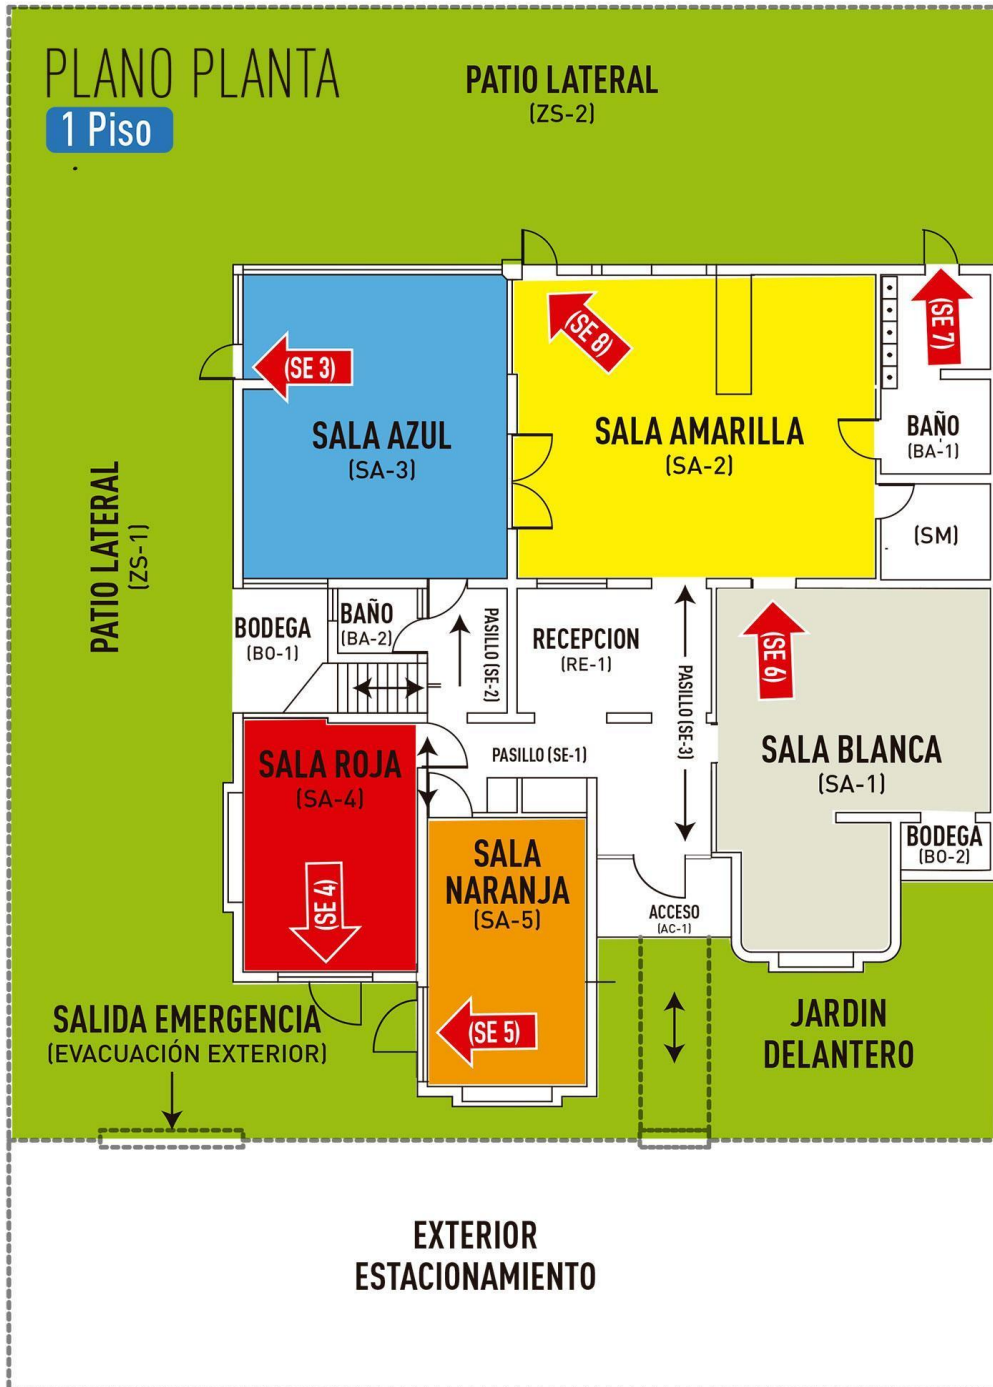 PLANO PLANTA
1 Piso
PATIO LATERAL
(ZS-2)
(SE 3)
(SE 8)
(SE 7)
SALA AZUL
(SA-3)
SALA AMARILLA
(SA-2)
BAÑO
(BA-1)
(SM)
PATIO LATERAL
(ZS-1)
BODEGA
(BO-1)
BAÑO
(BA-2)
PASILLO (SE-2)
RECEPCION
(RE-1)
PASILLO (SE-3)
(SE 6)
SALA ROJA
(SA-4)
PASILLO (SE-1)
SALA BLANCA
(SA-1)
BODEGA
(BO-2)
(SE 4)
SALA
NARANJA
(SA-5)
ACCESO
(AC-1)
SALIDA EMERGENCIA
(EVACUACIÓN EXTERIOR)
(SE 5)
JARDIN
DELANTERO
EXTERIOR
ESTACIONAMIENTO